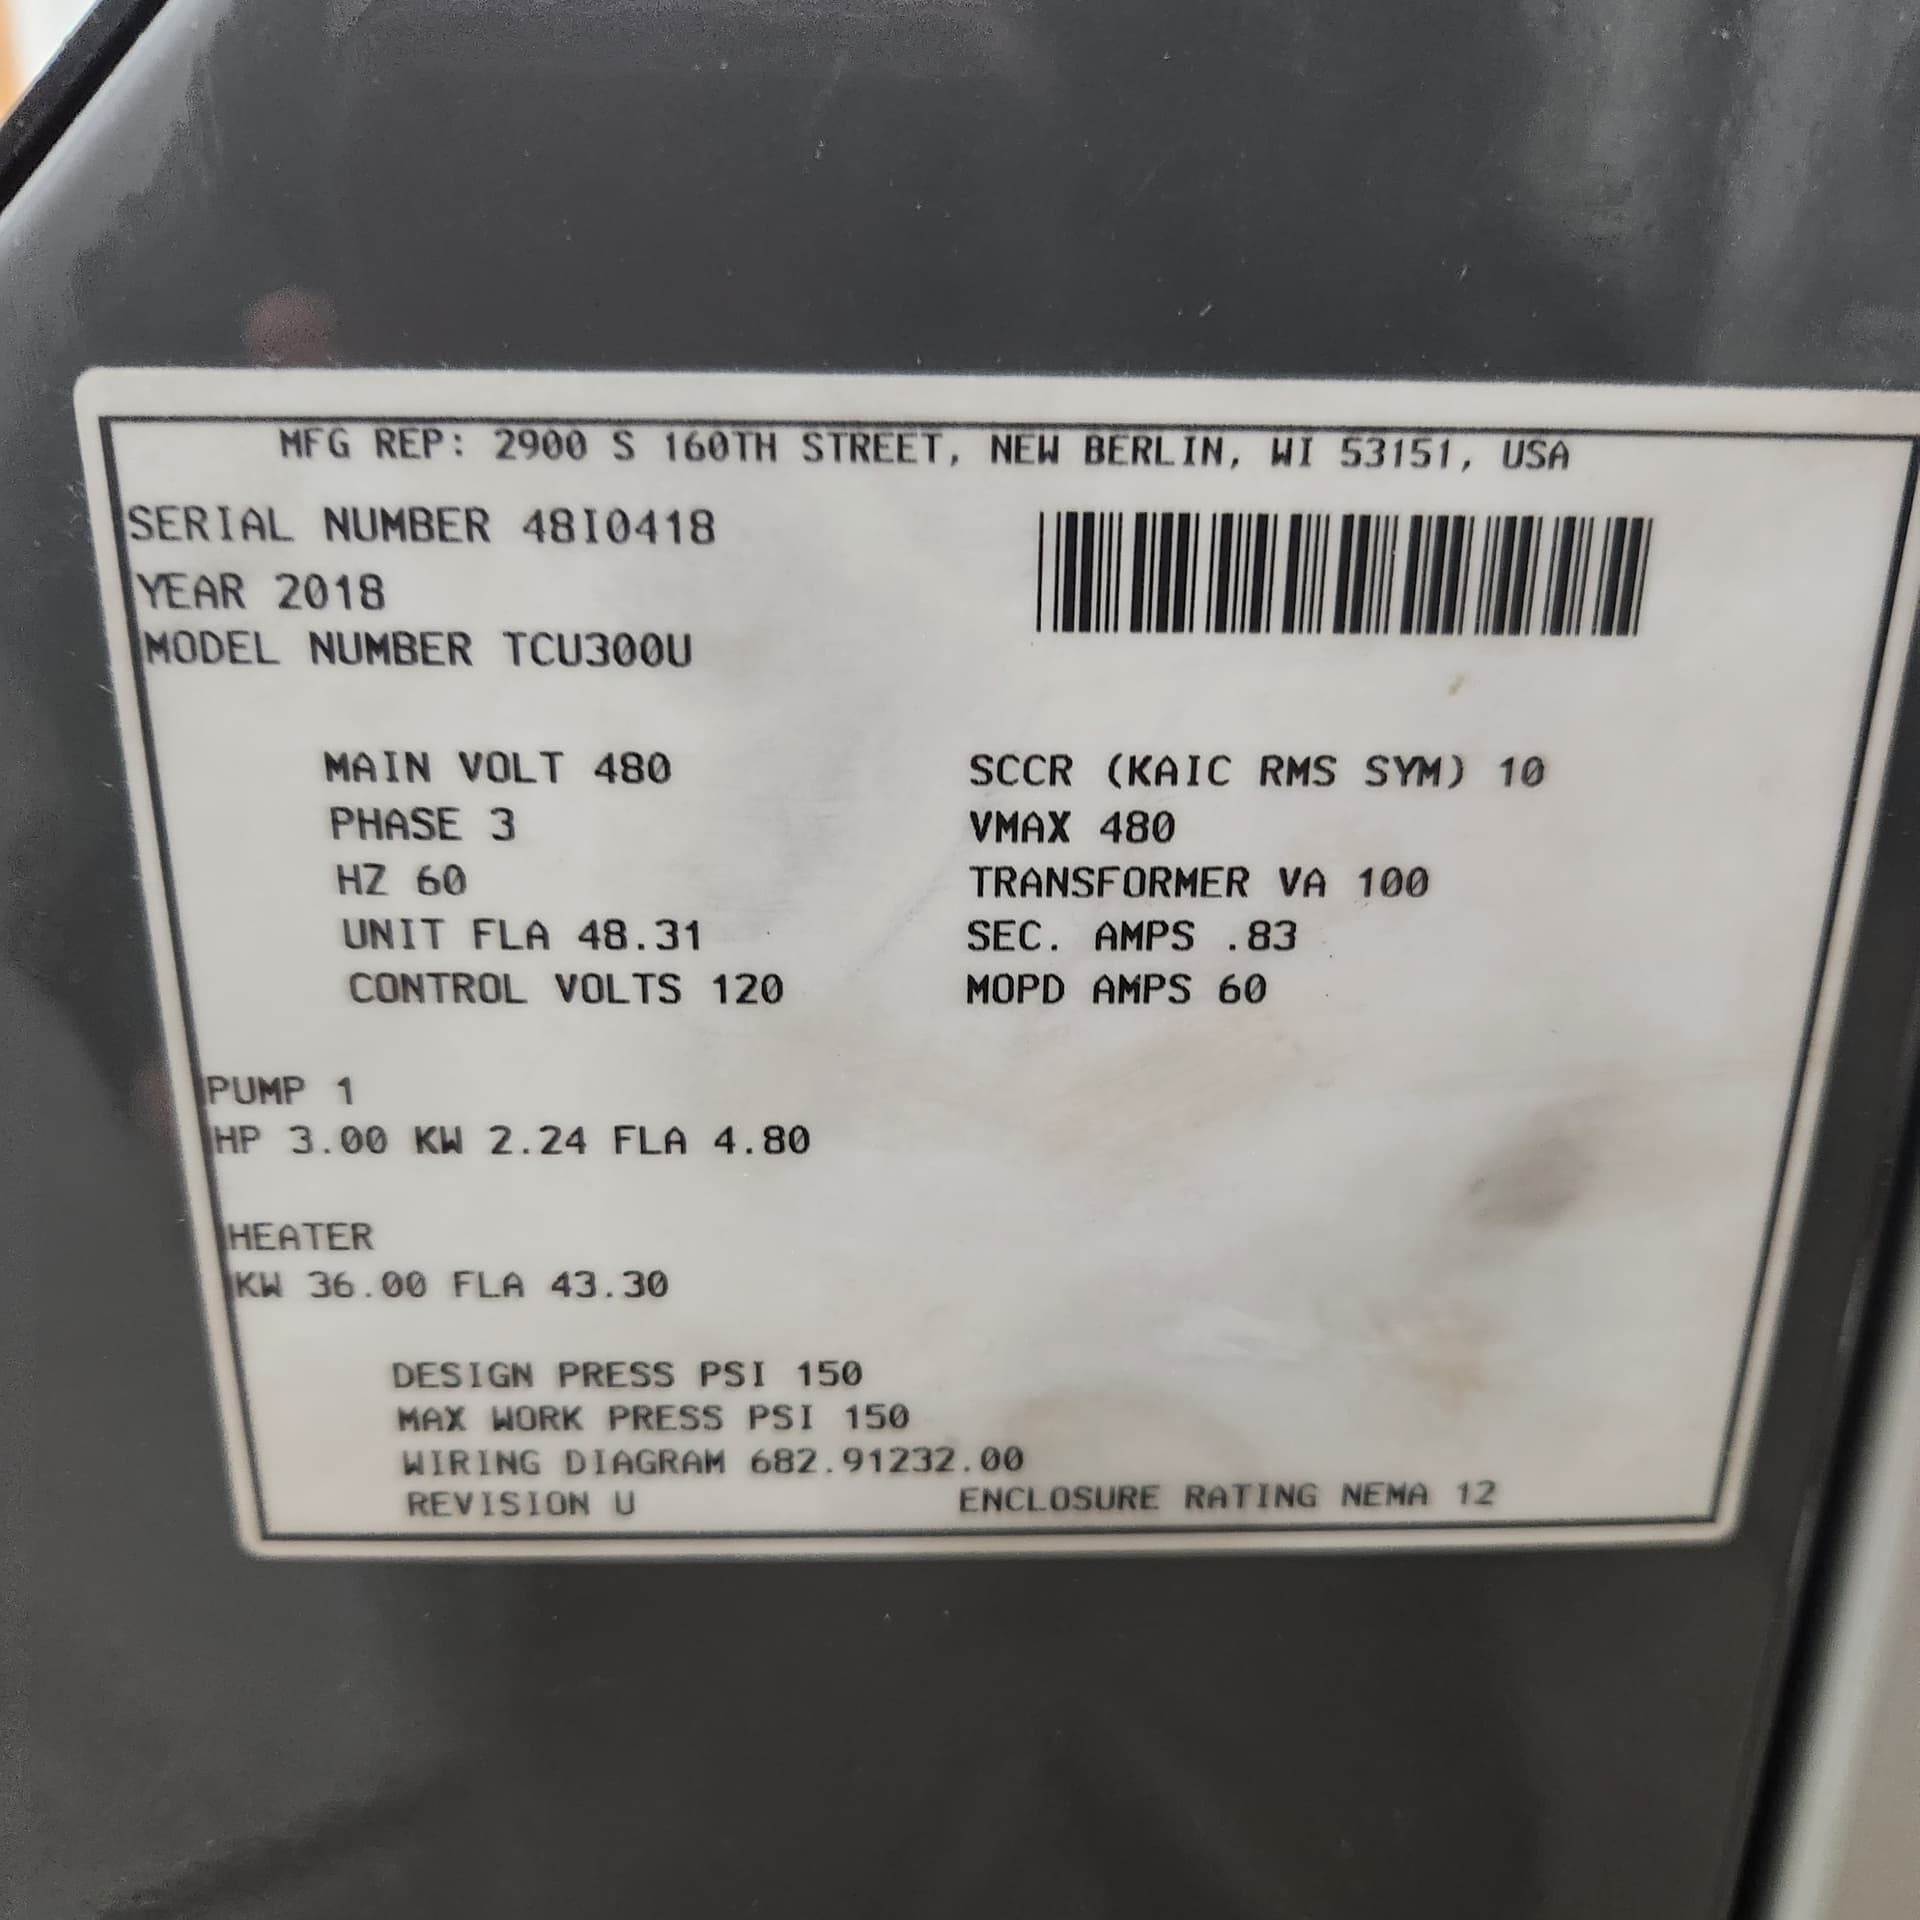 MFG REP: 2900 S 160TH STREET, NEW BERLIN, WI 53151, USA
SERIAL NUMBER 48I0418
YEAR 2018
MODEL NUMBER TCU300U
MAIN VOLT 480
PHASE 3
HZ 60
UNIT FLA 48.31
CONTROL VOLTS 120
SCCR (KAIC RMS SYM) 10
VMAX 480
TRANSFORMER VA 100
SEC. AMPS .83
MOPD AMPS 60
PUMP 1
HP 3.00 KW 2.24 FLA 4.80
HEATER
KW 36.00 FLA 43.30
DESIGN PRESS PSI 150
MAX WORK PRESS PSI 150
WIRING DIAGRAM 682.91232.00
REVISION U
ENCLOSURE RATING NEMA 12